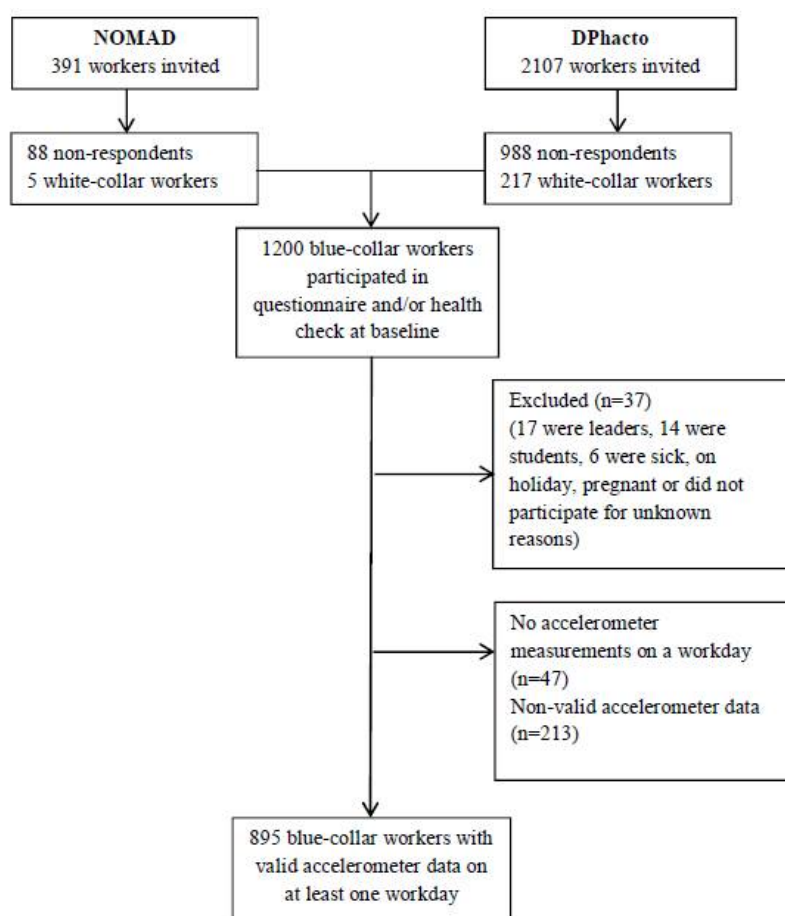 NOMAD
391 workers invited
DPhacto
2107 workers invited
88 non-respondents
5 white-collar workers
988 non-respondents
217 white-collar workers
1200 blue-collar workers
participated in
questionnaire and/or health
check at baseline
Excluded (n=37)
(17 were leaders, 14 were
students, 6 were sick, on
holiday, pregnant or did not
participate for unknown
reasons)
No accelerometer
measurements on a workday
(n=47)
Non-valid accelerometer data
(n=213)
895 blue-collar workers with
valid accelerometer data on
at least one workday